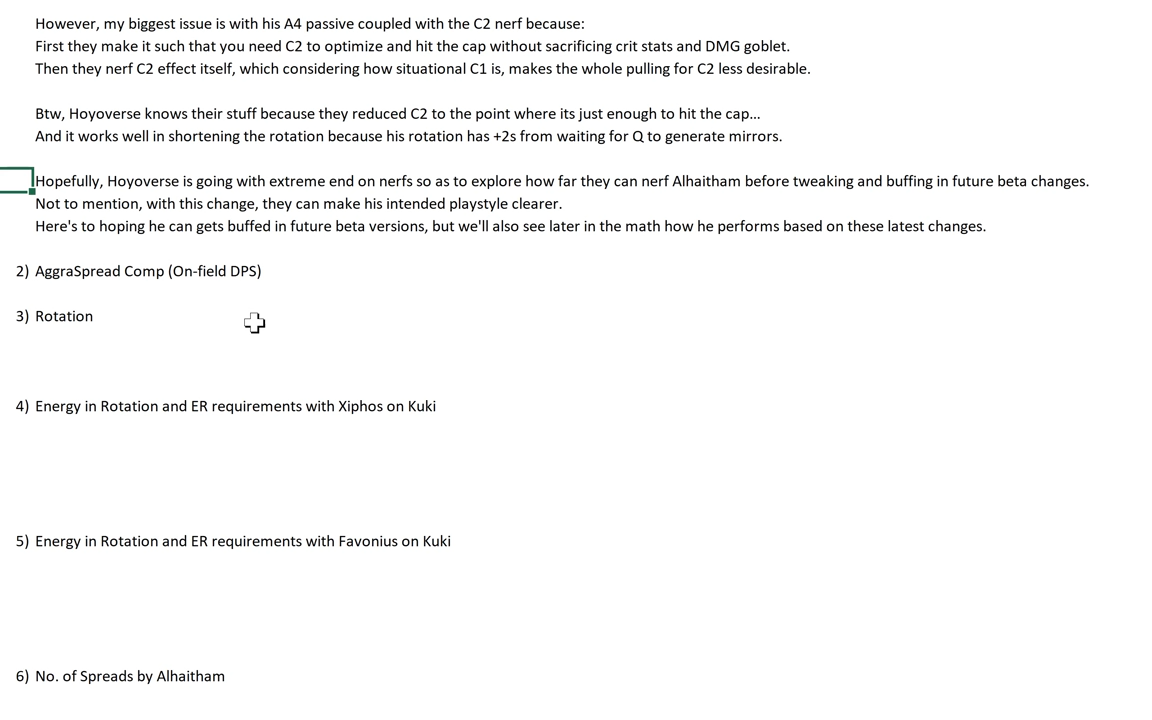 However, my biggest issue is with his A4 passive coupled with the C2 nerf because:
First they make it such that you need C2 to optimize and hit the cap without sacrificing crit stats and DMG goblet.
Then they nerf C2 effect itself, which considering how situational C1 is, makes the whole pulling for C2 less desirable.
Btw, Hoyoverse knows their stuff because they reduced C2 to the point where its just enough to hit the cap...
And it works well in shortening the rotation because his rotation has +2s from waiting for Q to generate mirrors.
Hopefully, Hoyoverse is going with extreme end on nerfs so as to explore how far they can nerf Alhaitham before tweaking and buffing in future beta changes.
Not to mention, with this change, they can make his intended playstyle clearer.
Here's to hoping he can gets buffed in future beta versions, but we'll also see later in the math how he performs based on these latest changes.
2) AggraSpread Comp (On-field DPS)
3) Rotation
4) Energy in Rotation and ER requirements with Xiphos on Kuki
5) Energy in Rotation and ER requirements with Favonius on Kuki
6) No. of Spreads by Alhaitham